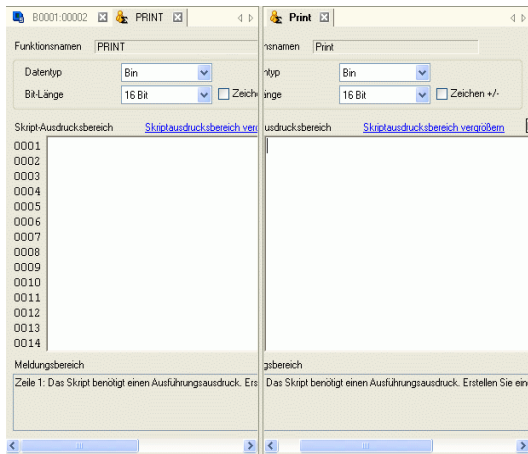 B0001:00002 PRINT
Funktionsnamen PRINT
Datentyp Bin
Bit-Länge 16 Bit Zeichen
Skript-Ausdrucksbereich Skriptausdrucksbereich
0001
0002
0003
0004
0005
0006
0007
0008
0009
0010
0011
0012
0013
0014
Meldungsbereich
Zeile 1: Das Skript benötigt einen Ausführungsausdruck. Ers
Print
nsnamen Print
ntyp Bin
änge 16 Bit Zeichen +/-
usdrucksbereich Skriptausdrucksbereich vergrößern
gsbereich
Das Skript benötigt einen Ausführungsausdruck. Erstellen Sie ein